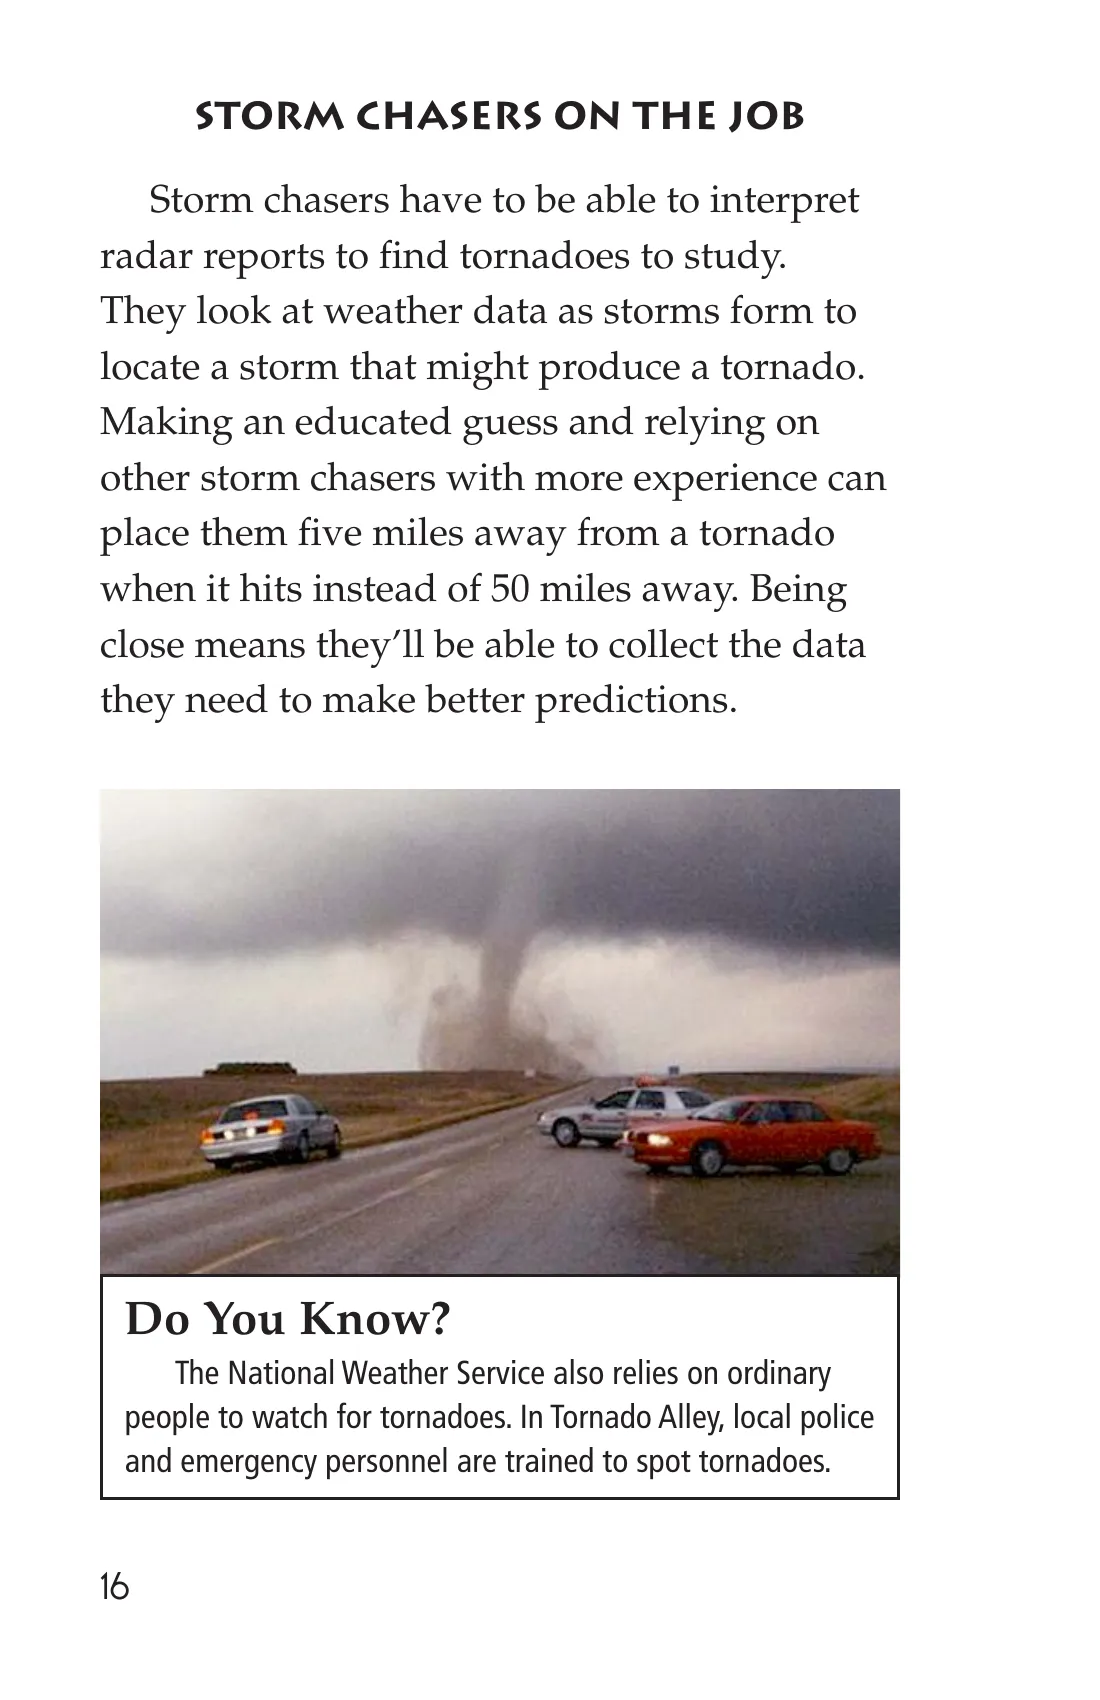 STORM CHASERS ON THE JOB
Storm chasers have to be able to interpret
radar reports to find tornadoes to study.
They look at weather data as storms form to
locate a storm that might produce a tornado.
Making an educated guess and relying on
other storm chasers with more experience can
place them five miles away from a tornado
when it hits instead of 50 miles away. Being
close means they’ll be able to collect the data
they need to make better predictions.
Do You Know?
The National Weather Service also relies on ordinary
people to watch for tornadoes. In Tornado Alley, local police
and emergency personnel are trained to spot tornadoes.
16